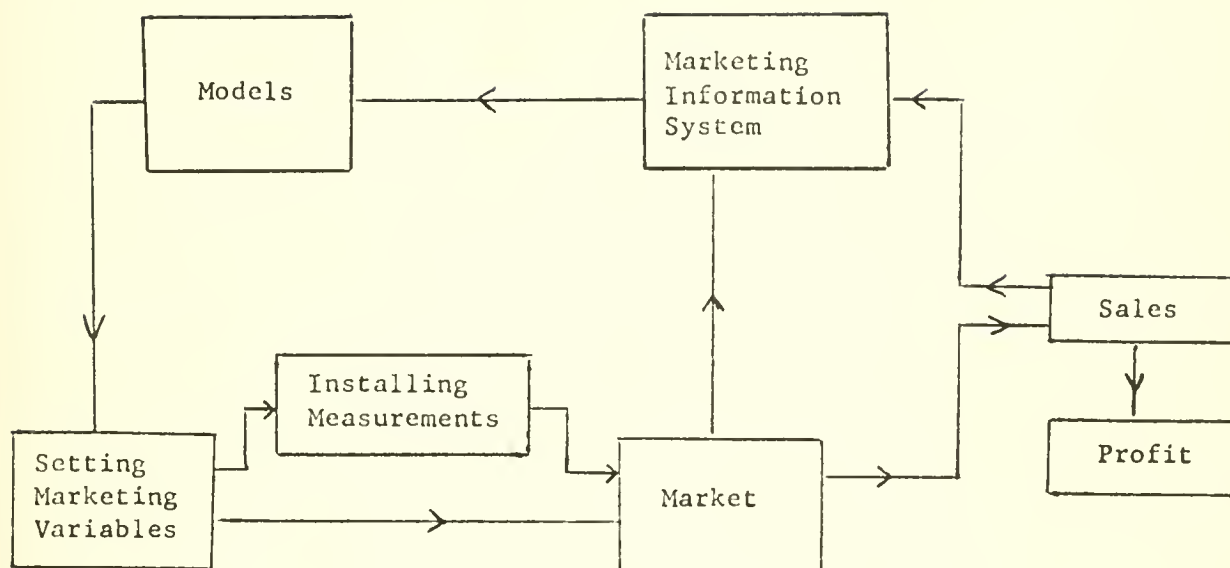 Models
Marketing
Information
System
Sales
Installing
Measurements
Profit
Setting
Marketing
Variables
Market